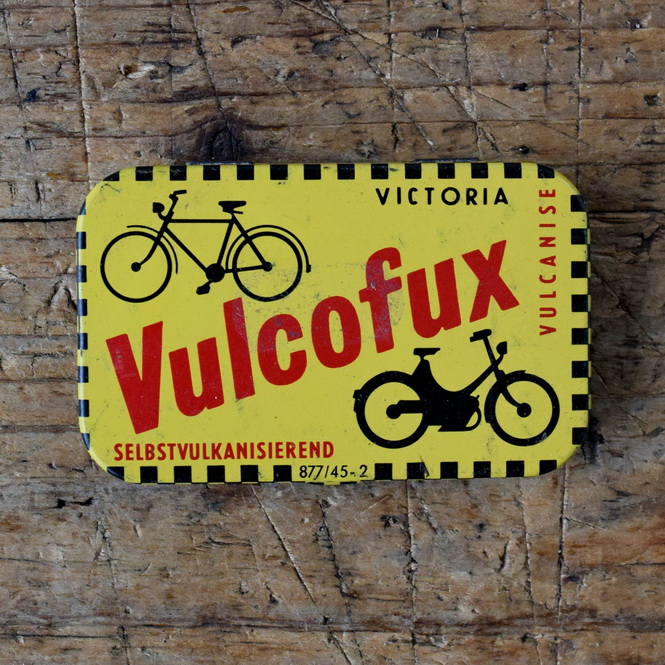 VICTORIA
VULCANISE
Vulcofux
SELBSTVULKANISIEREND
877/45-2